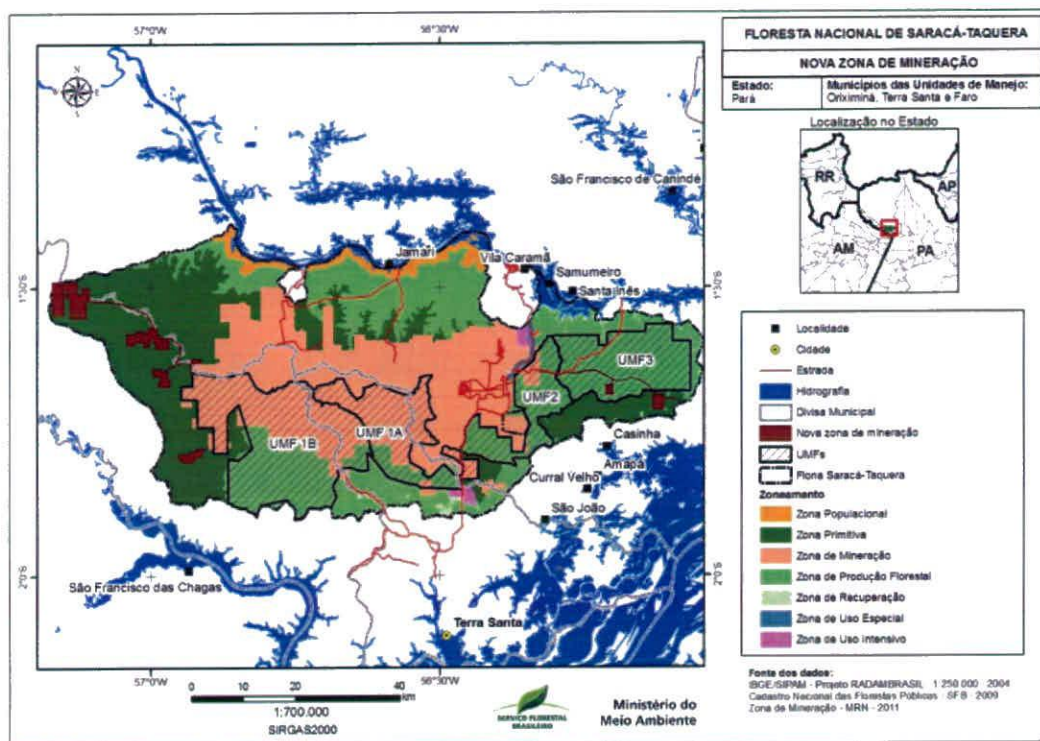 FLORESTA NACIONAL DE SARACÁ-TAQUERA
NOVA ZONA DE MINERAÇÃO
Estado:
Pará
Municípios das Unidades de Manejo:
Oriximiná, Terra Santa e Faro
Localização no Estado
RR
AP
AM
PA
57°0'W
56°30'W
1°30'S
1°30'S
2°0'S
2°0'S
57°0'W
56°30'W
São Francisco de Canindé
Jamari
Vila Caramã
Samumeiro
Santa Inês
UMF3
UMF2
UMF 1A
UMF 1B
Casinha
Amapá
Curral Velho
São João
São Francisco das Chagas
Terra Santa
Localidade
Cidade
Estrada
Hidrografia
Divisa Municipal
Nova zona de mineração
UMFs
Flona Saracá-Taquera
Zoneamento
Zona Populacional
Zona Primitiva
Zona de Mineração
Zona de Produção Florestal
Zona de Recuperação
Zona de Uso Especial
Zona de Uso Intensivo
0 10 20 40
km
1:700.000
SIRGAS2000
SERVIÇO FLORESTAL
BRASILEIRO
Ministério do
Meio Ambiente
Fonte dos dados:
IBGE/SIPAM - Projeto RADAMBRASIL 1:250.000 - 2004
Cadastro Nacional das Florestas Públicas - SFB - 2009
Zona de Mineração - MRN - 2011